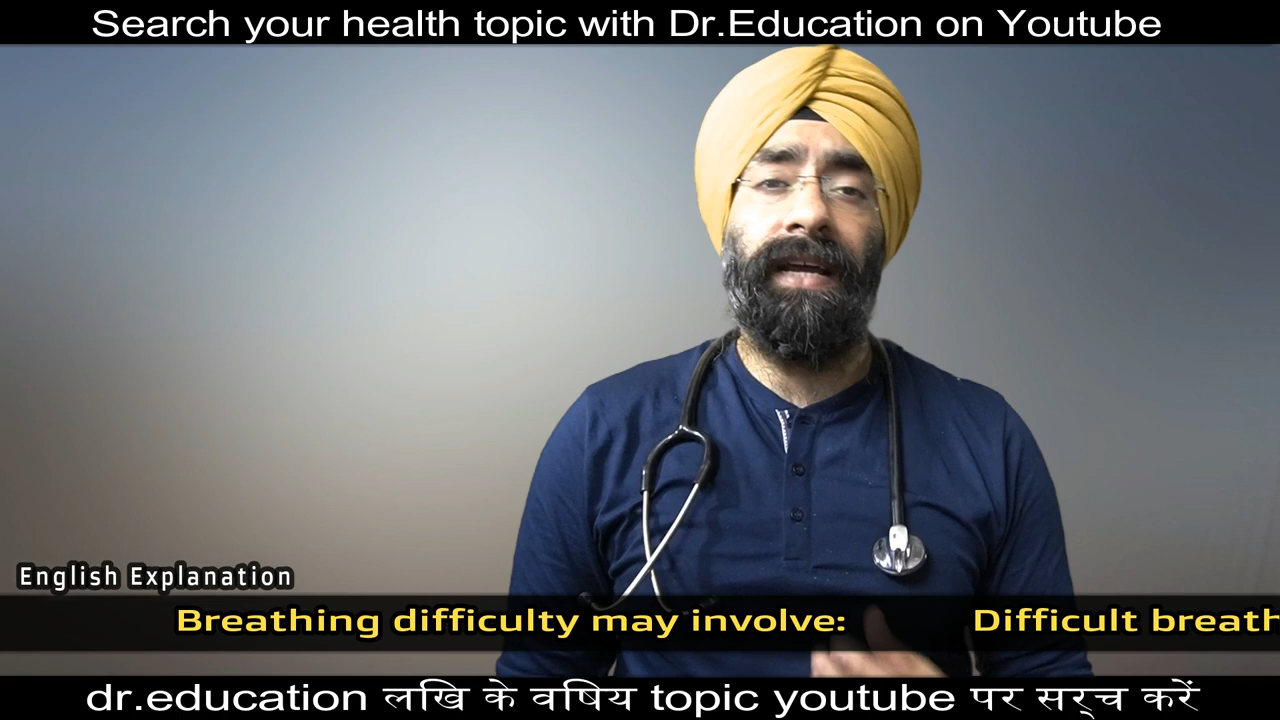 Search your health topic with Dr.Education on Youtube
English Explanation
Breathing difficulty may involve: Difficult breath
dr.education लखि के वषिय topic youtube पर सर्च करें